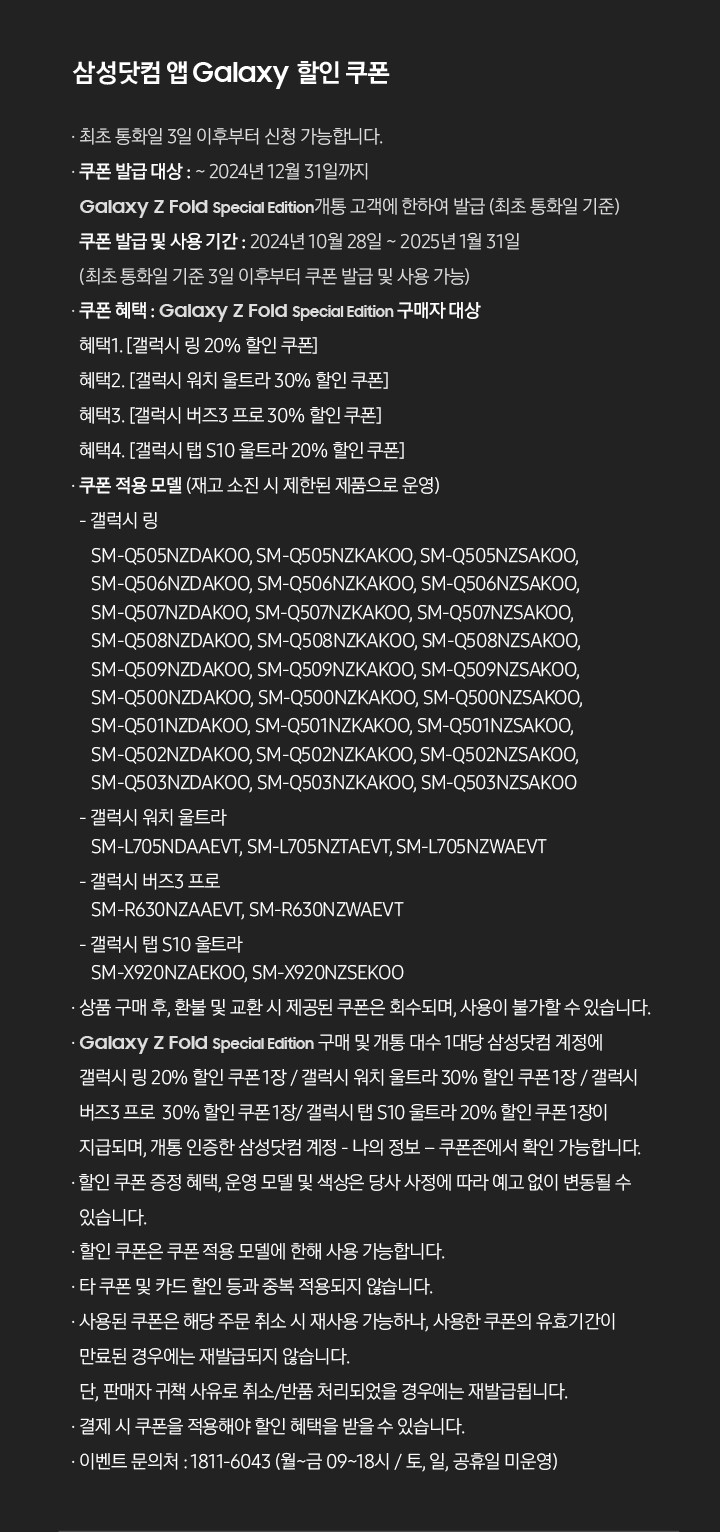 삼성닷컴 앱 Galaxy 할인 쿠폰
· 최초 통화일 3일 이후부터 신청 가능합니다.
· 쿠폰 발급 대상 : ~ 2024년 12월 31일까지
Galaxy Z Fold Special Edition개통 고객에 한하여 발급 (최초 통화일 기준)
쿠폰 발급 및 사용 기간 : 2024년 10월 28일 ~ 2025년 1월 31일
(최초 통화일 기준 3일 이후부터 쿠폰 발급 및 사용 가능)
· 쿠폰 혜택 : Galaxy Z Fold Special Edition 구매자 대상
혜택1. [갤럭시 링 20% 할인 쿠폰]
혜택2. [갤럭시 워치 울트라 30% 할인 쿠폰]
혜택3. [갤럭시 버즈3 프로 30% 할인 쿠폰]
혜택4. [갤럭시 탭 S10 울트라 20% 할인 쿠폰]
· 쿠폰 적용 모델 (재고 소진 시 제한된 제품으로 운영)
- 갤럭시 링
SM-Q505NZDAKOO, SM-Q505NZKAKOO, SM-Q505NZSAKOO,
SM-Q506NZDAKOO, SM-Q506NZKAKOO, SM-Q506NZSAKOO,
SM-Q507NZDAKOO, SM-Q507NZKAKOO, SM-Q507NZSAKOO,
SM-Q508NZDAKOO, SM-Q508NZKAKOO, SM-Q508NZSAKOO,
SM-Q509NZDAKOO, SM-Q509NZKAKOO, SM-Q509NZSAKOO,
SM-Q500NZDAKOO, SM-Q500NZKAKOO, SM-Q500NZSAKOO,
SM-Q501NZDAKOO, SM-Q501NZKAKOO, SM-Q501NZSAKOO,
SM-Q502NZDAKOO, SM-Q502NZKAKOO, SM-Q502NZSAKOO,
SM-Q503NZDAKOO, SM-Q503NZKAKOO, SM-Q503NZSAKOO
- 갤럭시 워치 울트라
SM-L705NDAAEVT, SM-L705NZTAEVT, SM-L705NZWAEVT
- 갤럭시 버즈3 프로
SM-R630NZAAEVT, SM-R630NZWAEVT
- 갤럭시 탭 S10 울트라
SM-X920NZAEKOO, SM-X920NZSEKOO
· 상품 구매 후, 환불 및 교환 시 제공된 쿠폰은 회수되며, 사용이 불가할 수 있습니다.
· Galaxy Z Fold Special Edition 구매 및 개통 대수 1대당 삼성닷컴 계정에
갤럭시 링 20% 할인 쿠폰 1장 / 갤럭시 워치 울트라 30% 할인 쿠폰 1장 / 갤럭시
버즈3 프로 30% 할인 쿠폰 1장/ 갤럭시 탭 S10 울트라 20% 할인 쿠폰 1장이
지급되며, 개통 인증한 삼성닷컴 계정 - 나의 정보 – 쿠폰존에서 확인 가능합니다.
· 할인 쿠폰 증정 혜택, 운영 모델 및 색상은 당사 사정에 따라 예고 없이 변동될 수
있습니다.
· 할인 쿠폰은 쿠폰 적용 모델에 한해 사용 가능합니다.
· 타 쿠폰 및 카드 할인 등과 중복 적용되지 않습니다.
· 사용된 쿠폰은 해당 주문 취소 시 재사용 가능하나, 사용한 쿠폰의 유효기간이
만료된 경우에는 재발급되지 않습니다.
단, 판매자 귀책 사유로 취소/반품 처리되었을 경우에는 재발급됩니다.
· 결제 시 쿠폰을 적용해야 할인 혜택을 받을 수 있습니다.
· 이벤트 문의처 : 1811-6043 (월~금 09~18시 / 토, 일, 공휴일 미운영)